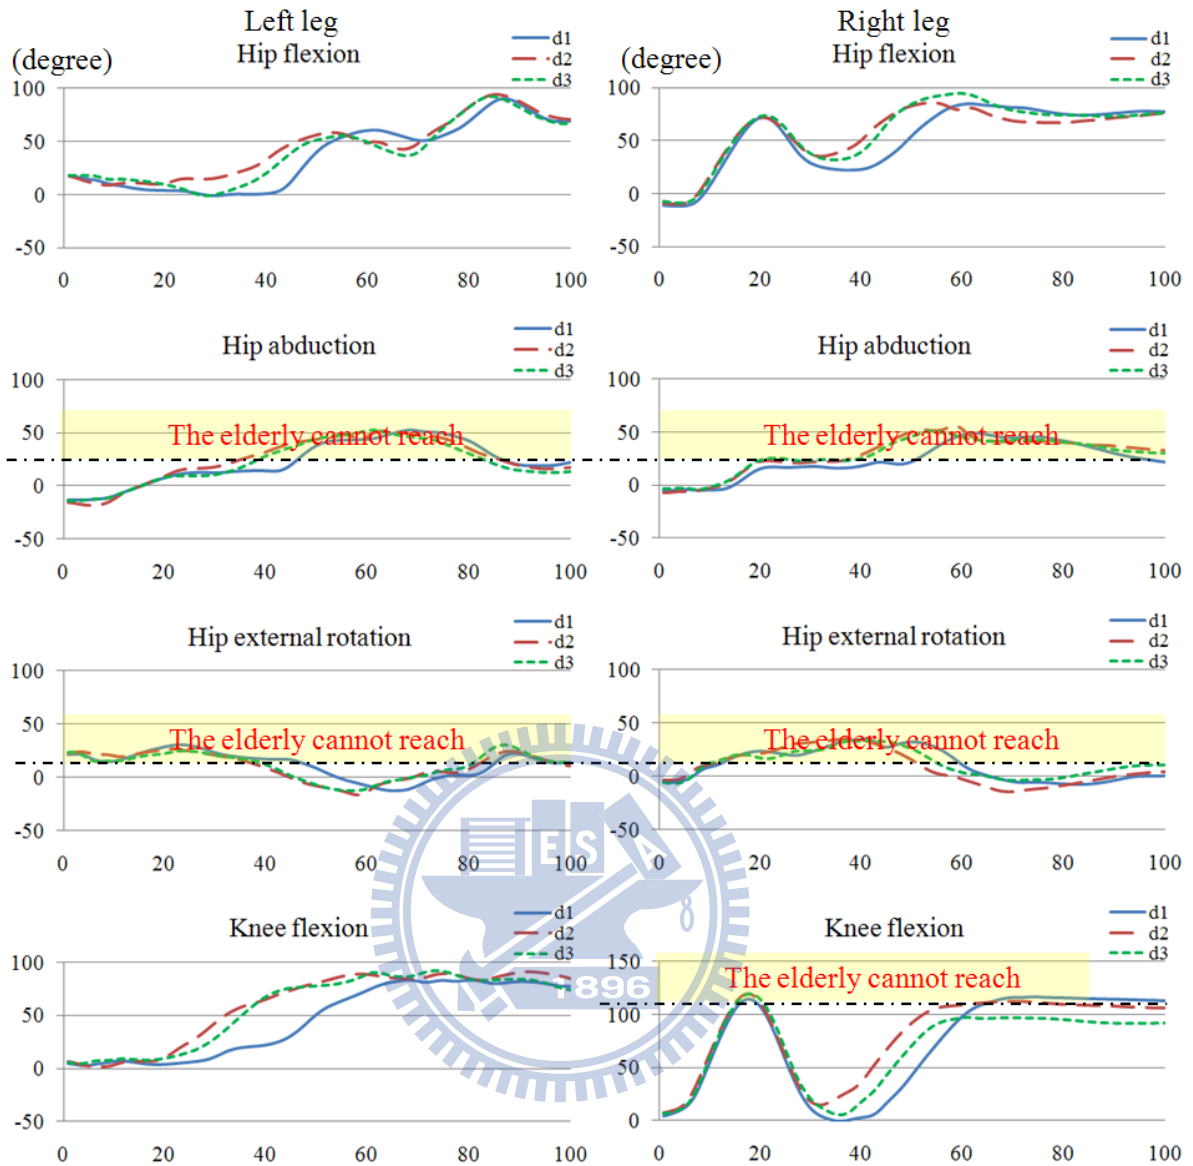 Left leg
Hip flexion
(degree)
d1
d2
d3
100
50
0
-50
0 20 40 60 80 100
Right leg
Hip flexion
(degree)
d1
d2
d3
100
50
0
-50
0 20 40 60 80 100
Hip abduction
d1
d2
d3
100
50
0
-50
The elderly cannot reach
0 20 40 60 80 100
Hip abduction
d1
d2
d3
100
50
0
-50
The elderly cannot reach
0 20 40 60 80 100
Hip external rotation
d1
d2
d3
100
50
0
-50
The elderly cannot reach
0 20 40 60 80 100
Hip external rotation
d1
d2
d3
100
50
0
-50
The elderly cannot reach
0 20 40 60 80 100
Knee flexion
d1
d2
d3
100
50
0
-50
0 20 40 60 80 100
Knee flexion
d1
d2
d3
150
100
50
0
The elderly cannot reach
0 20 40 60 80 100
ES
A
8
1896